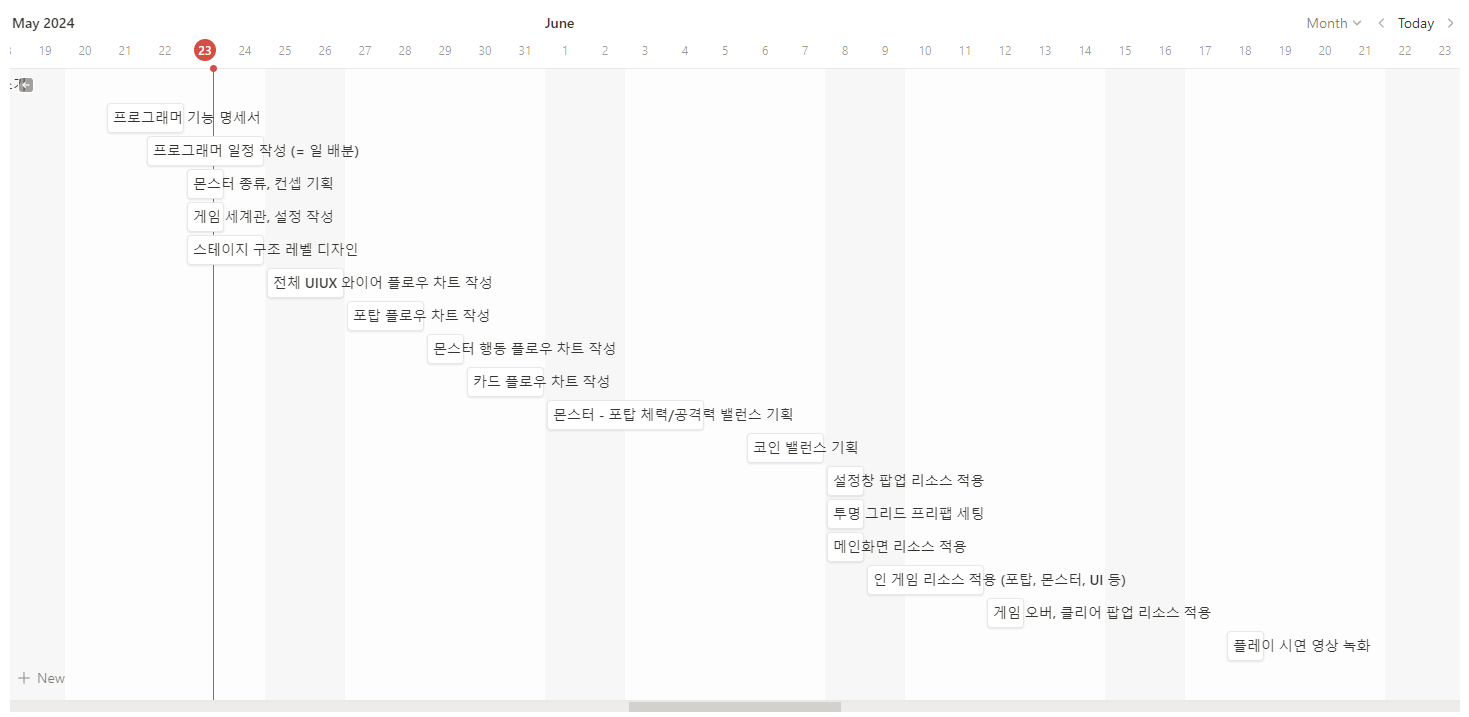 May 2024 June Month Today
19 20 21 22 23 24 25 26 27 28 29 30 31 1 2 3 4 5 6 7 8 9 10 11 12 13 14 15 16 17 18 19 20 21 22 23
프로그래머 기능 명세서
프로그래머 일정 작성 (= 일 배분)
몬스터 종류, 컨셉 기획
게임 세계관, 설정 작성
스테이지 구조 레벨 디자인
전체 UIUX 와이어 플로우 차트 작성
포탑 플로우 차트 작성
몬스터 행동 플로우 차트 작성
카드 플로우 차트 작성
몬스터 - 포탑 체력/공격력 밸런스 기획
코인 밸런스 기획
설정창 팝업 리소스 적용
투명 그리드 프리팹 세팅
메인화면 리소스 적용
인 게임 리소스 적용 (포탑, 몬스터, UI 등)
게임 오버, 클리어 팝업 리소스 적용
플레이 시연 영상 녹화
New